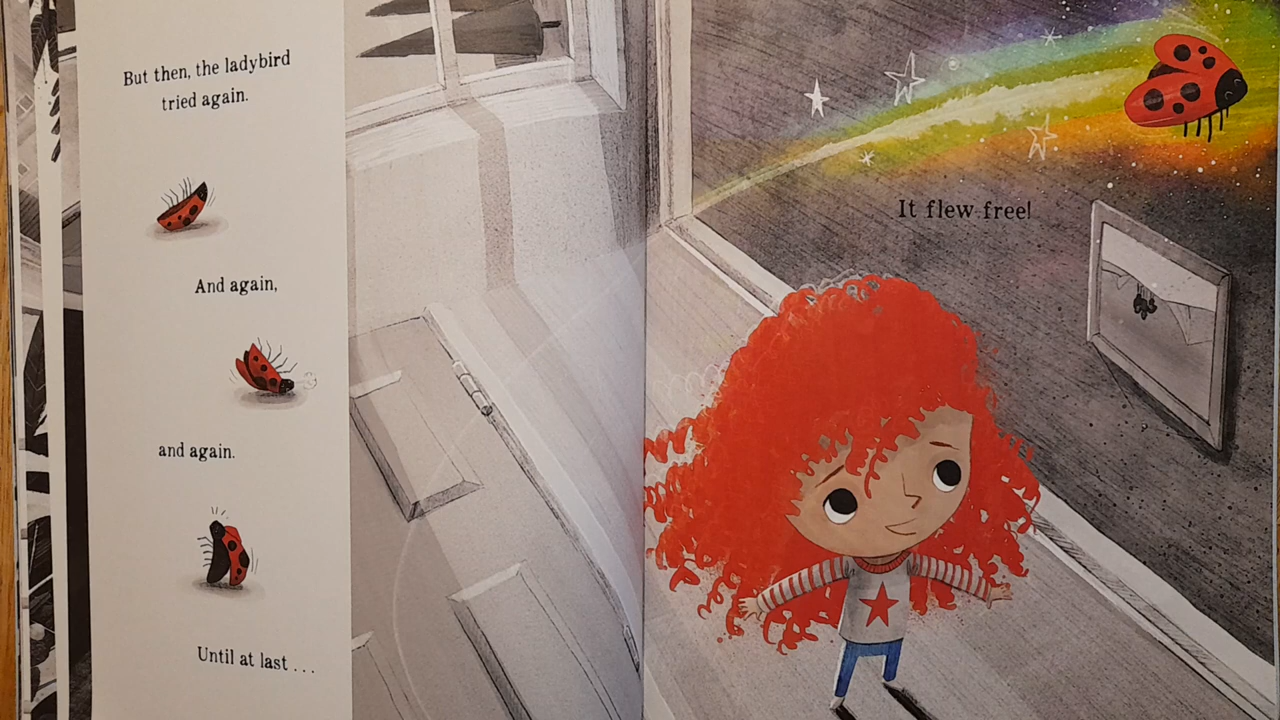 But then, the ladybird
tried again.
And again,
and again.
Until at last . . .
It flew free!